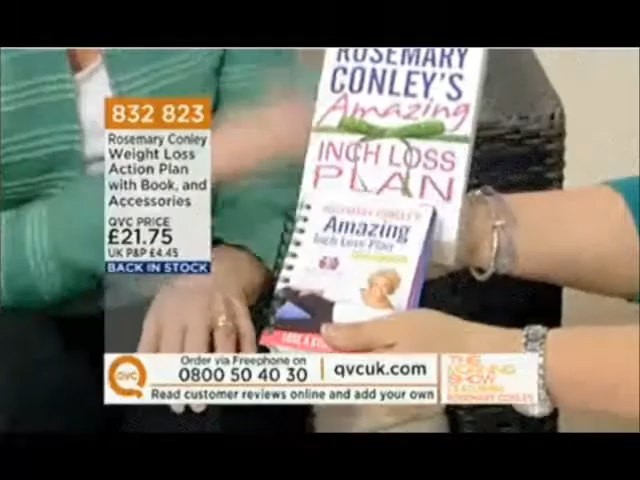 832 823
Rosemary Conley
Weight Loss
Action Plan
with Book, and
Accessories
QVC PRICE
£21.75
UK P&P £4.45
BACK IN STOCK
ROSEMARY
CONLEY'S
Amazing
INCH LOSS
PLAN
ROSEMARY CONLEY'S
Amazing
Inch Loss Plan
QVC
Order via Freephone on
0800 50 40 30
qvcuk.com
Read customer reviews online and add your own
THE
MORNING
SHOW
FEATURING
ROSEMARY CONLEY